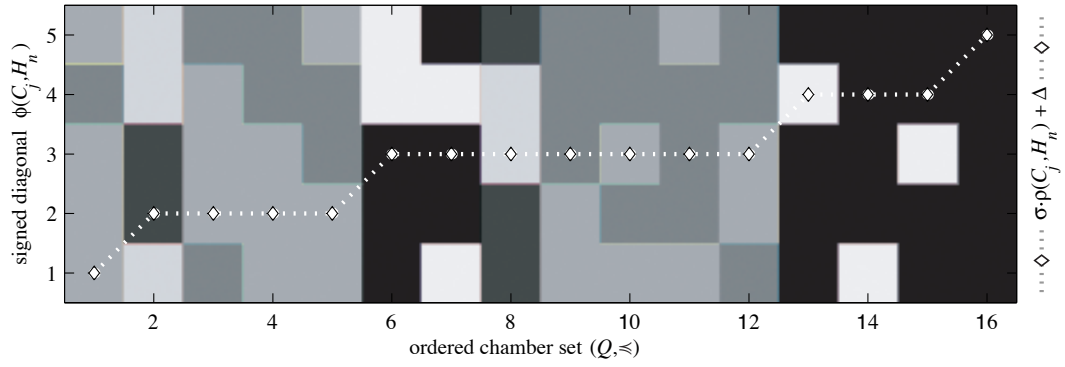 signed diagonal ϕ(C_j,H_n)
5
4
3
2
1
2 4 6 8 10 12 14 16
ordered chamber set (Q,≼)
σ·ρ(C_j,H_n) + Δ